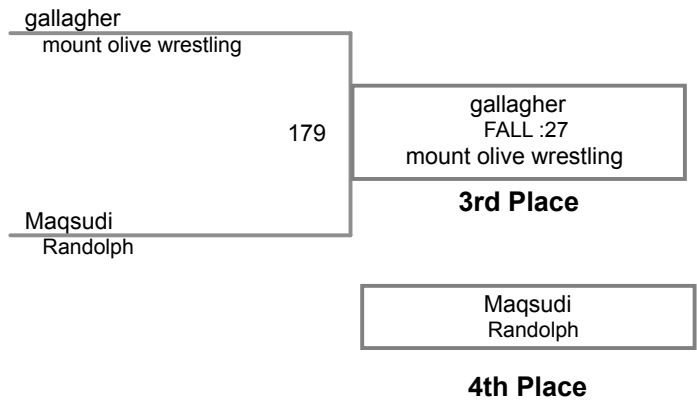 gallagher
mount olive wrestling
179
gallagher
FALL :27
mount olive wrestling
3rd Place
Maqsudi
Randolph
Maqsudi
Randolph
4th Place